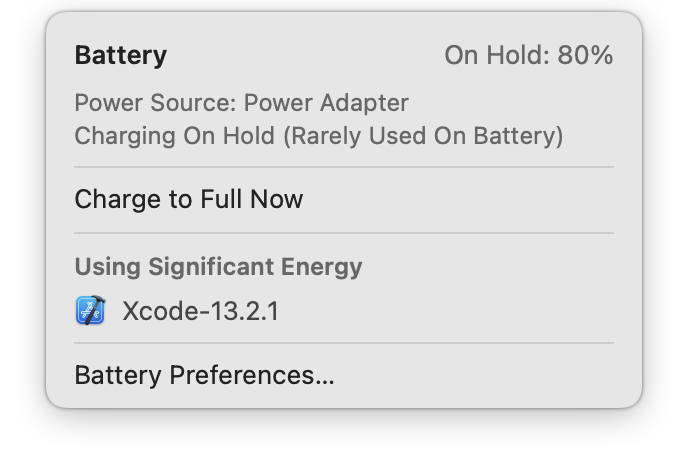 Battery On Hold: 80%
Power Source: Power Adapter
Charging On Hold (Rarely Used On Battery)
Charge to Full Now
Using Significant Energy
Xcode-13.2.1
Battery Preferences...